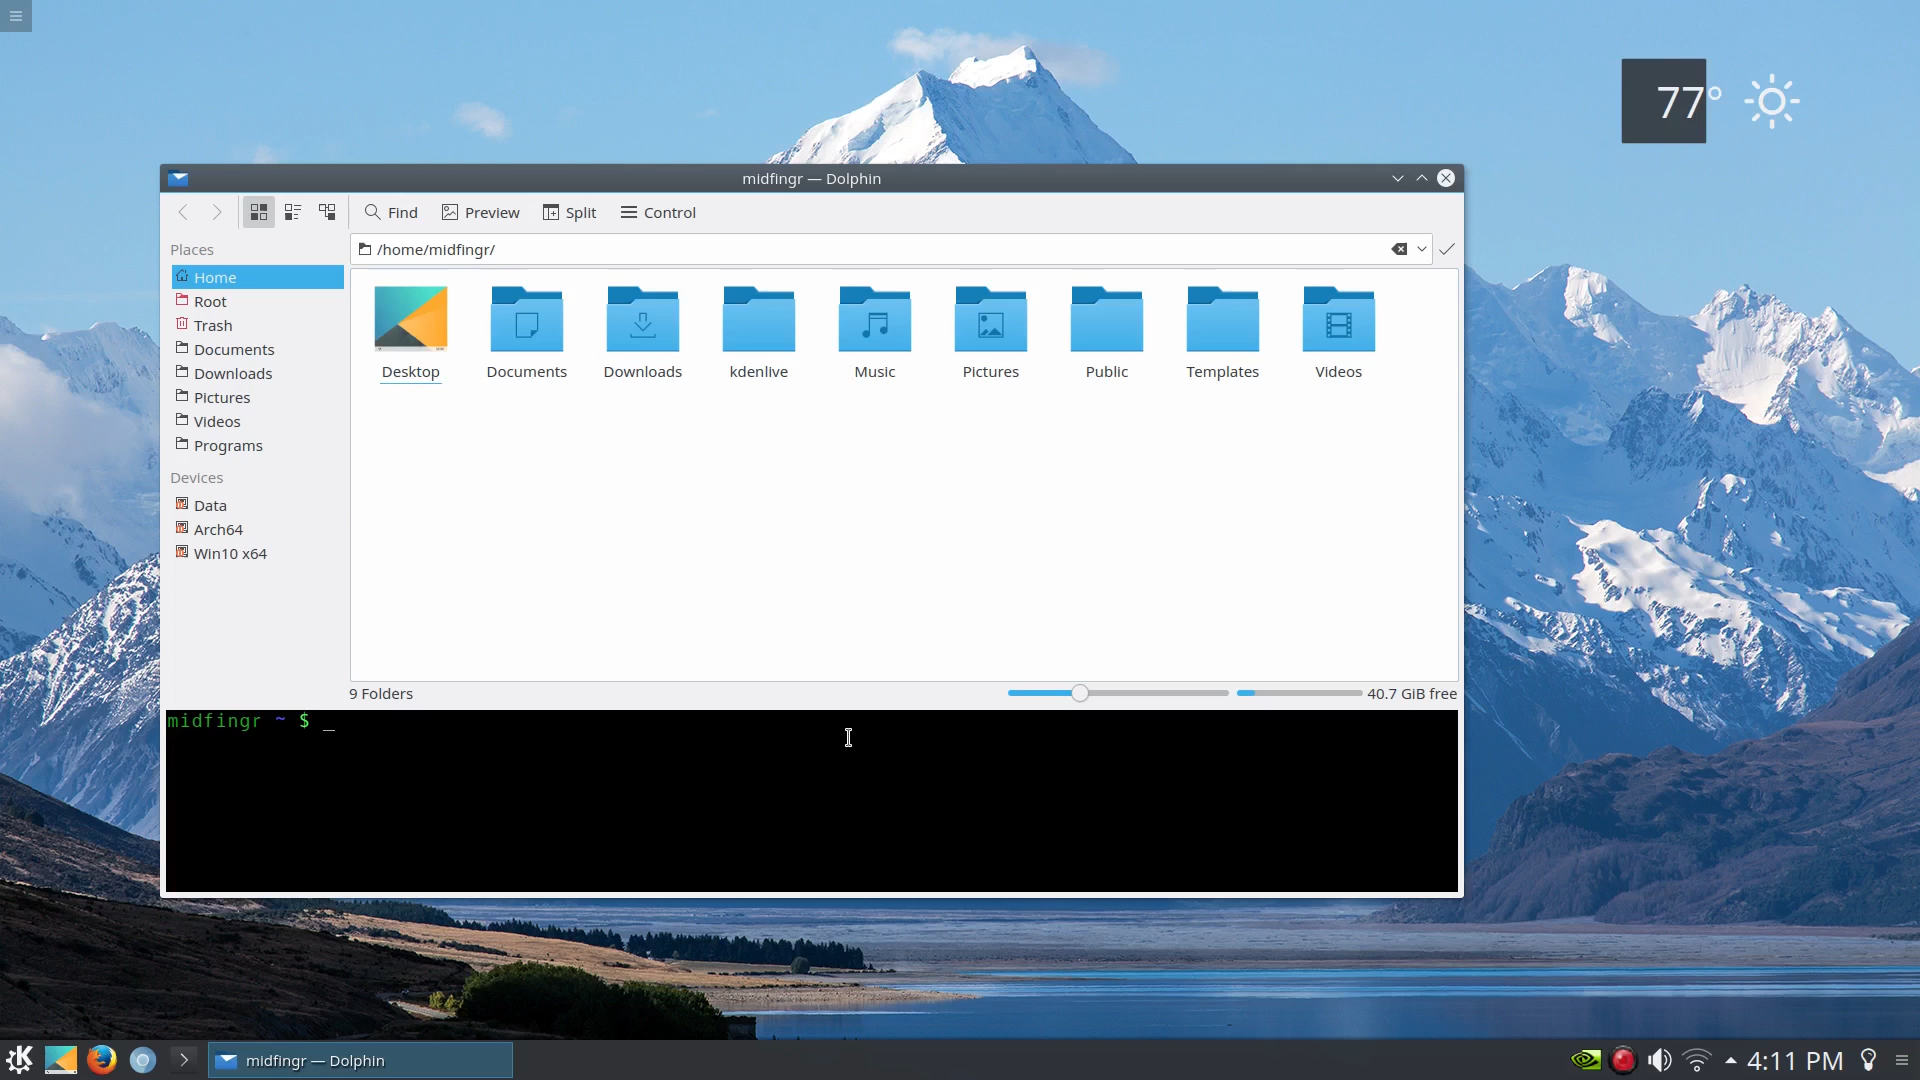 77°
midfingr — Dolphin
Find Preview Split Control
Places
/home/midfingr/
Home
Root
Trash
Documents
Downloads
Pictures
Videos
Programs
Devices
Data
Arch64
Win10 x64
Desktop Documents Downloads kdenlive Music Pictures Public Templates Videos
9 Folders
40.7 GiB free
midfingr ~ $ _
midfingr — Dolphin
4:11 PM